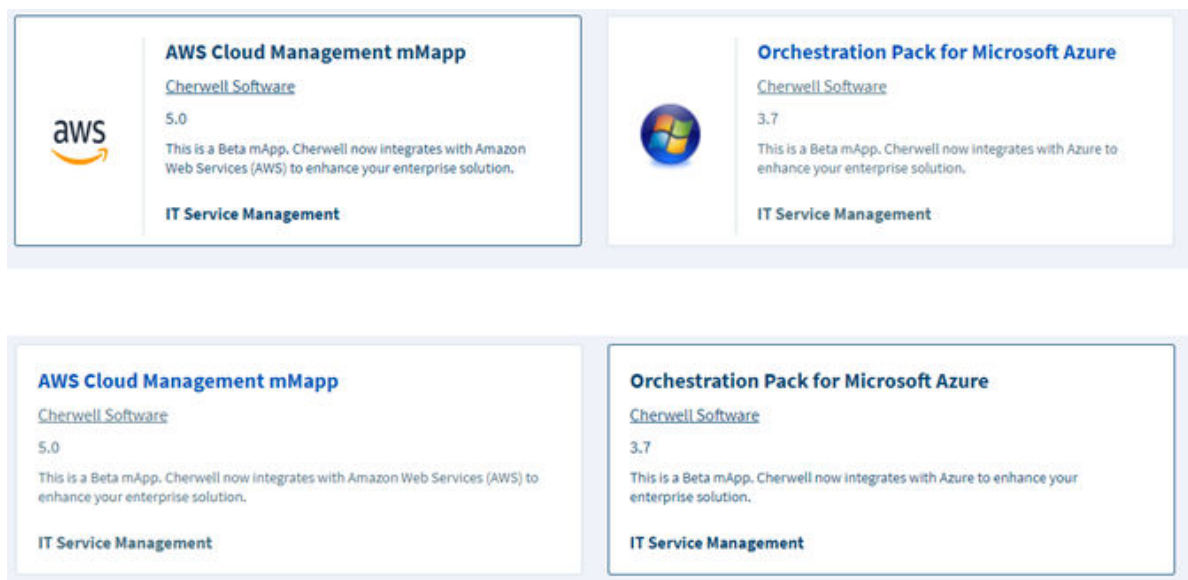 aws
AWS Cloud Management mMapp
Cherwell Software
5.0
This is a Beta mApp. Cherwell now integrates with Amazon
Web Services (AWS) to enhance your enterprise solution.
IT Service Management
Orchestration Pack for Microsoft Azure
Cherwell Software
3.7
This is a Beta mApp. Cherwell now integrates with Azure to
enhance your enterprise solution.
IT Service Management
AWS Cloud Management mMapp
Cherwell Software
5.0
This is a Beta mApp. Cherwell now integrates with Amazon Web Services (AWS) to
enhance your enterprise solution.
IT Service Management
Orchestration Pack for Microsoft Azure
Cherwell Software
3.7
This is a Beta mApp. Cherwell now integrates with Azure to enhance your
enterprise solution.
IT Service Management